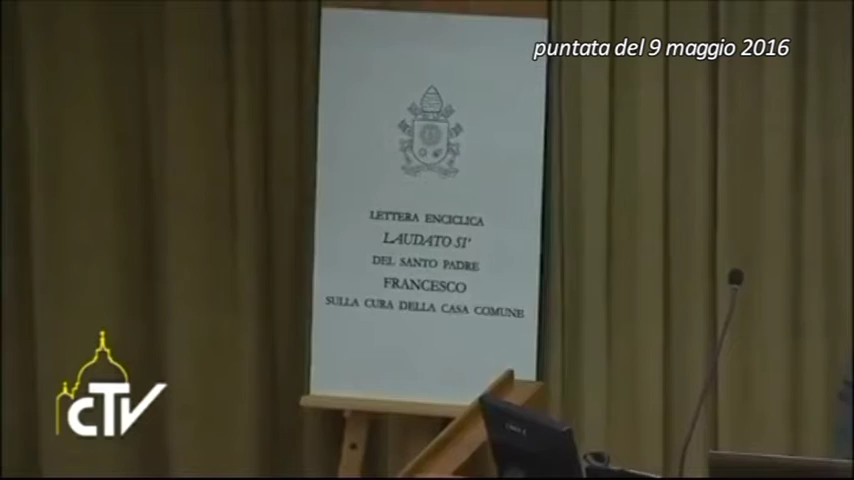 puntata del 9 maggio 2016
LETTERA ENCICLICA
LAUDATO SI'
DEL SANTO PADRE
FRANCESCO
SULLA CURA DELLA CASA COMUNE
CTV